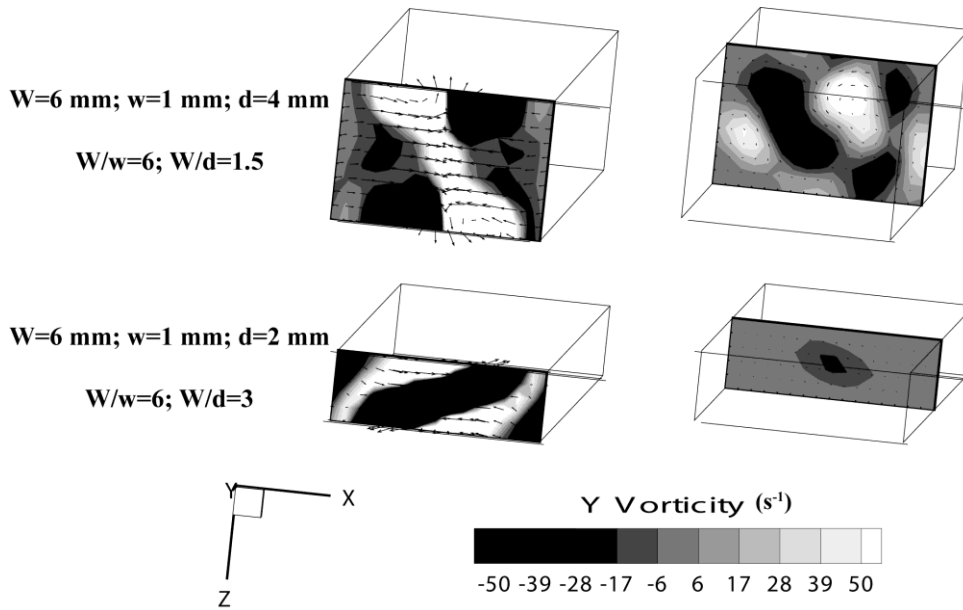 W=6 mm; w=1 mm; d=4 mm
W/w=6; W/d=1.5
W=6 mm; w=1 mm; d=2 mm
W/w=6; W/d=3
Y
X
Z
Y Vorticity (s-1)
-50 -39 -28 -17 -6 6 17 28 39 50